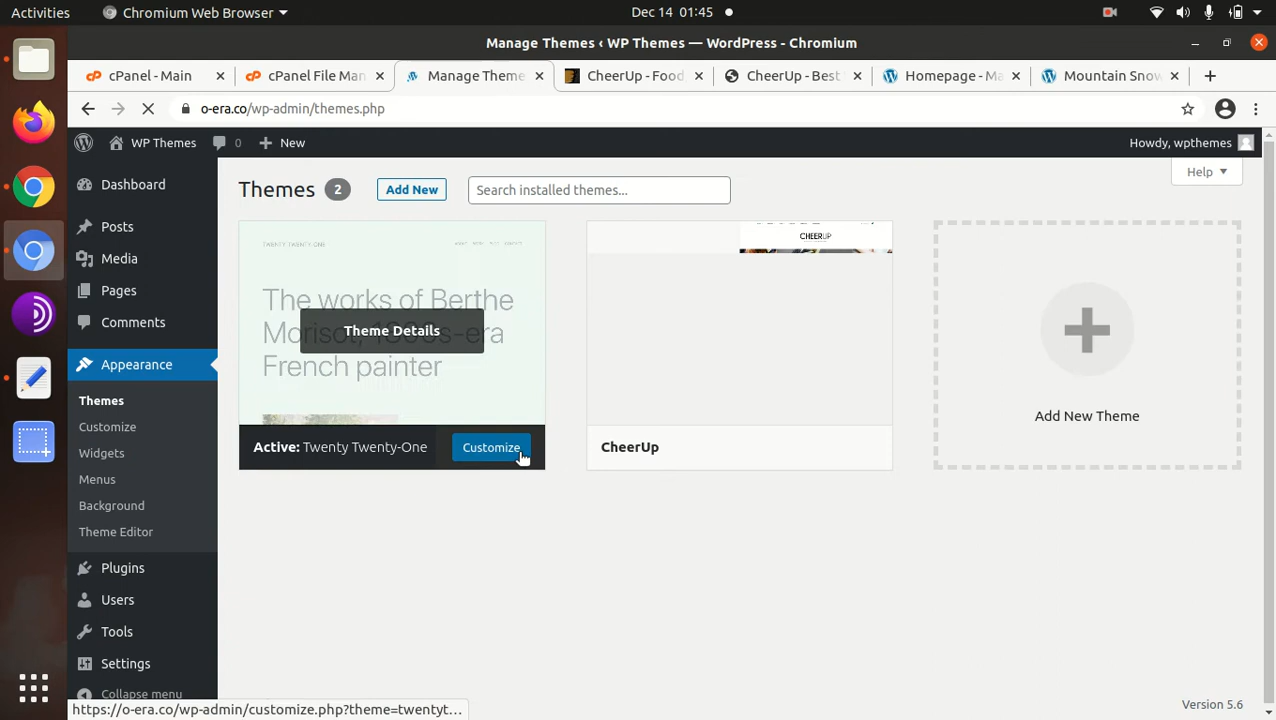 Activities
Chromium Web Browser
Dec 14 01:45
Manage Themes ‹ WP Themes — WordPress - Chromium
cPanel - Main
cPanel File Man
Manage Theme
CheerUp - Food
CheerUp - Best
Homepage - Ma
Mountain Snow
o-era.co/wp-admin/themes.php
WP Themes
0
New
Howdy, wpthemes
Dashboard
Posts
Media
Pages
Comments
Appearance
Themes
Customize
Widgets
Menus
Background
Theme Editor
Plugins
Users
Tools
Settings
Collapse menu
Themes 2
Add New
Search installed themes...
Help
TWENTY TWENTY-ONE
The works of Berthe
Morisot, 1800s-era
French painter
Theme Details
Active: Twenty Twenty-One
Customize
CHEERUP
CheerUp
Add New Theme
Version 5.6
https://o-era.co/wp-admin/customize.php?theme=twentyt…